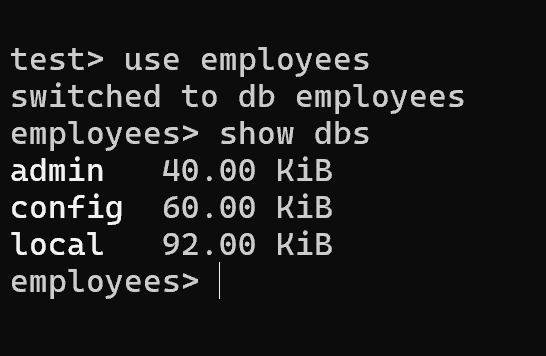 test> use employees
switched to db employees
employees> show dbs
admin   40.00 KiB
config  60.00 KiB
local   92.00 KiB
employees>